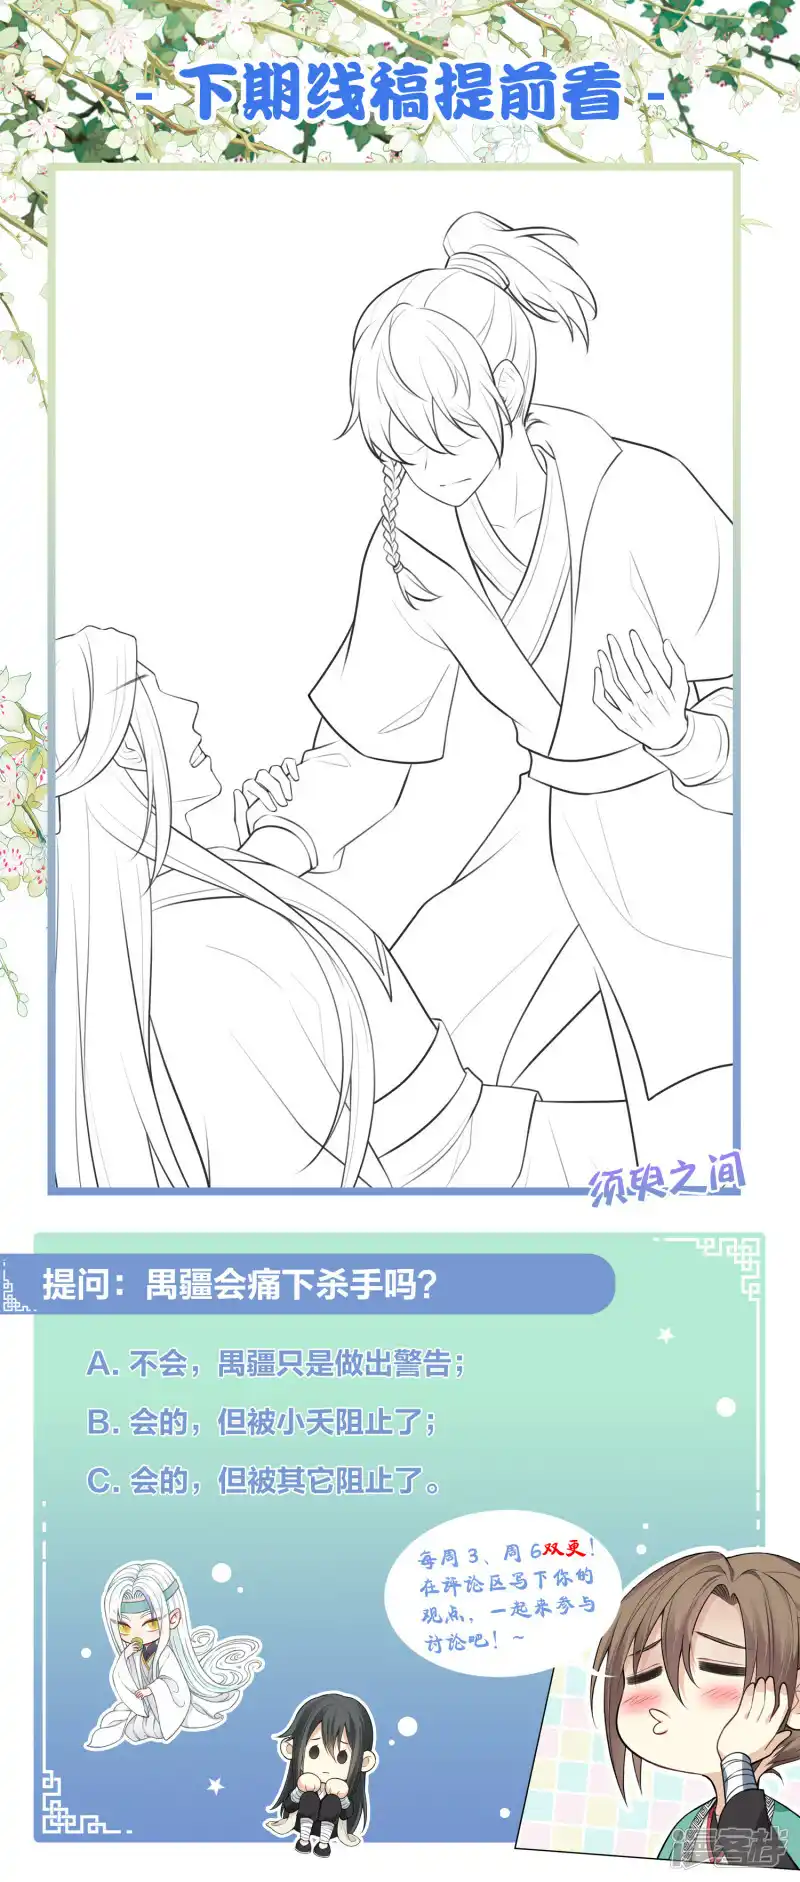 - 下期线稿提前看 -
须臾之间
提问：禺疆会痛下杀手吗？
A. 不会，禺疆只是做出警告；
B. 会的，但被小夭阻止了；
C. 会的，但被其它阻止了。
每周3、周6双更！
在评论区写下你的
观点，一起来参与
讨论吧！~
漫客栈